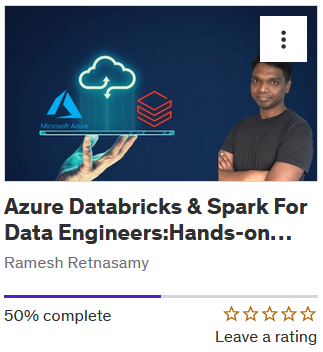 Microsoft Azure
Azure Databricks & Spark For
Data Engineers:Hands-on...
Ramesh Retnasamy
50% complete
Leave a rating